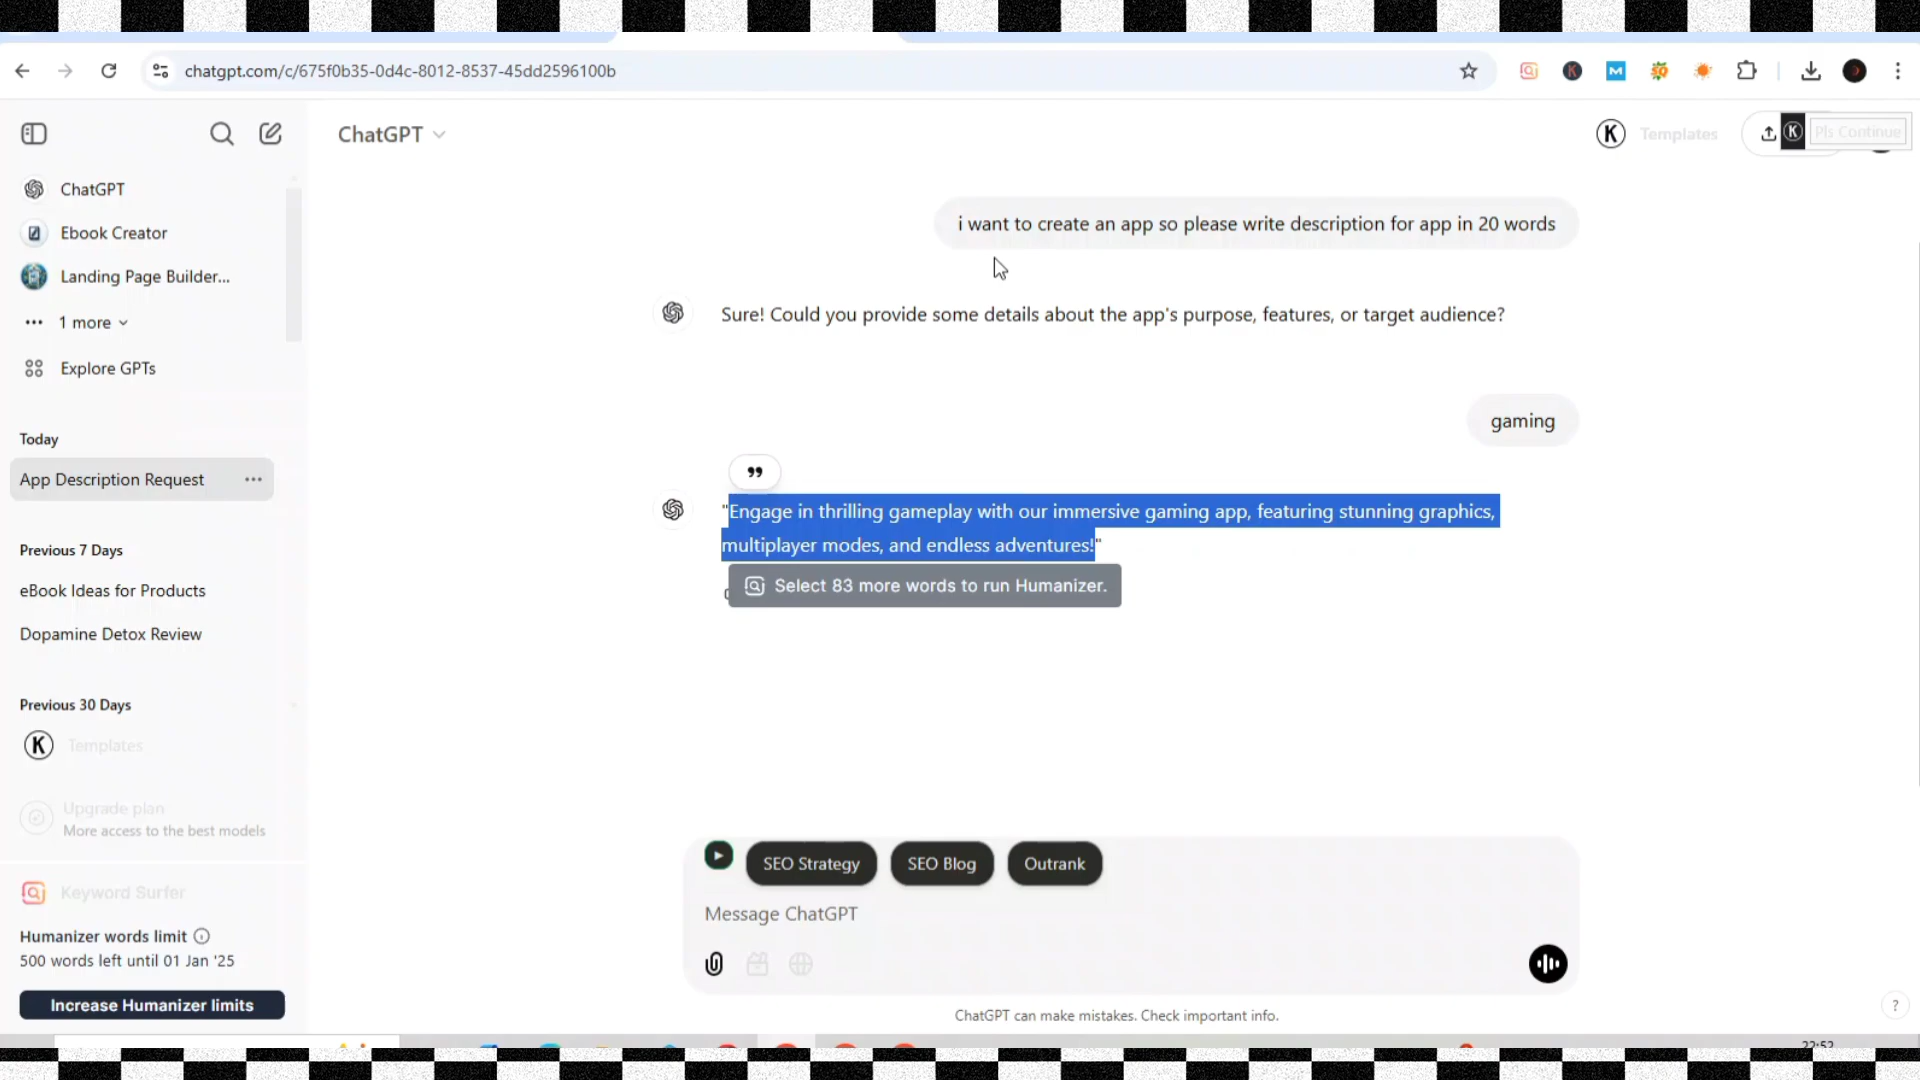 chatgpt.com/c/675f0b35-0d4c-8012-8537-45dd2596100b
ChatGPT
Templates
Pls Continue
ChatGPT
Ebook Creator
Landing Page Builder...
1 more
Explore GPTs
Today
App Description Request
Previous 7 Days
eBook Ideas for Products
Dopamine Detox Review
Previous 30 Days
Templates
Upgrade plan
More access to the best models
Keyword Surfer
Humanizer words limit
500 words left until 01 Jan '25
Increase Humanizer limits
i want to create an app so please write description for app in 20 words
Sure! Could you provide some details about the app's purpose, features, or target audience?
gaming
"Engage in thrilling gameplay with our immersive gaming app, featuring stunning graphics,
multiplayer modes, and endless adventures!"
Select 83 more words to run Humanizer.
SEO Strategy
SEO Blog
Outrank
Message ChatGPT
ChatGPT can make mistakes. Check important info.
?
22:52